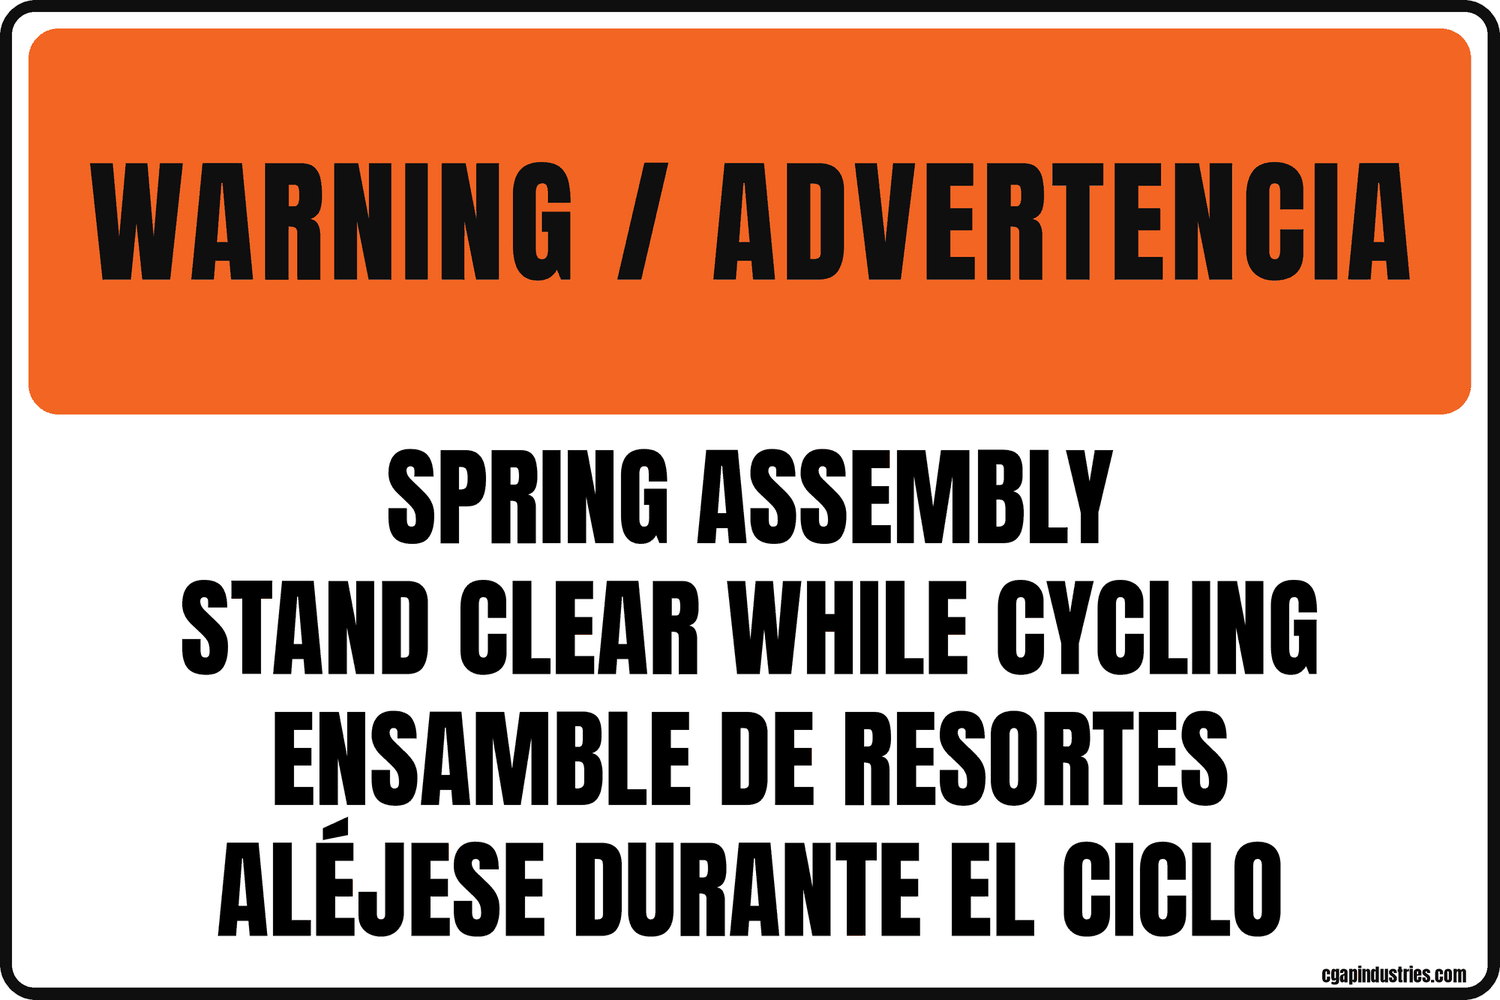 WARNING / ADVERTENCIA
SPRING ASSEMBLY
STAND CLEAR WHILE CYCLING
ENSAMBLE DE RESORTES
ALÉJESE DURANTE EL CICLO
cgapindustries.com